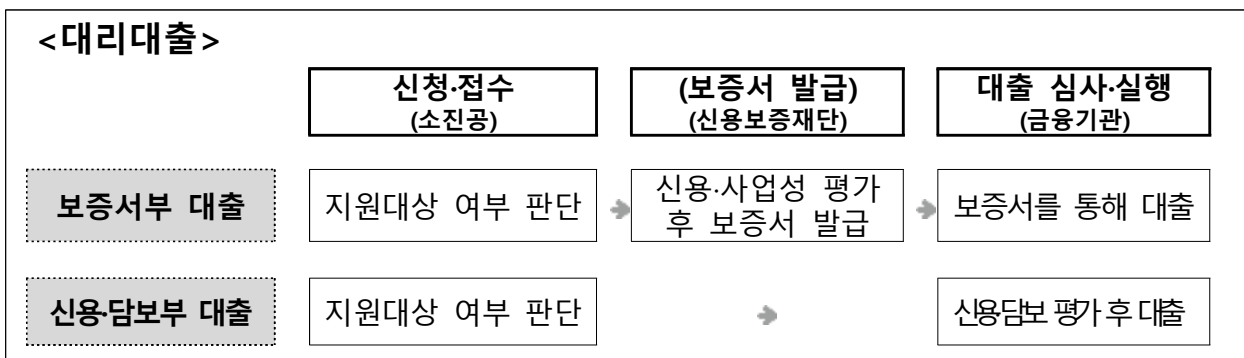 <대리대출>
신청·접수
(소진공)
(보증서 발급)
(신용보증재단)
대출 심사·실행
(금융기관)
보증서부 대출
지원대상 여부 판단
신용·사업성 평가
후 보증서 발급
보증서를 통해 대출
신용·담보부 대출
지원대상 여부 판단
신용·담보 평가 후 대출